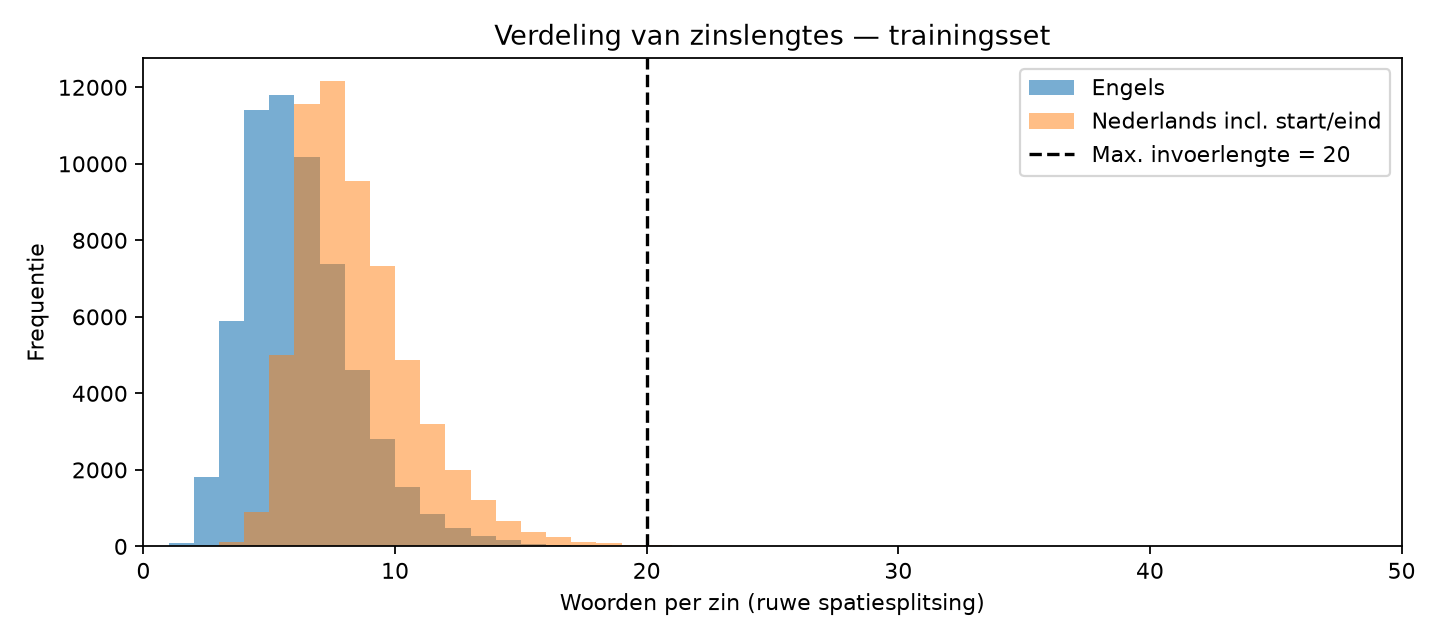 Verdeling van zinslengtes — trainingsset
Frequentie
12000
10000
8000
6000
4000
2000
0
Engels
Nederlands incl. start/eind
Max. invoerlengte = 20
0 10 20 30 40 50
Woorden per zin (ruwe spatiesplitsing)